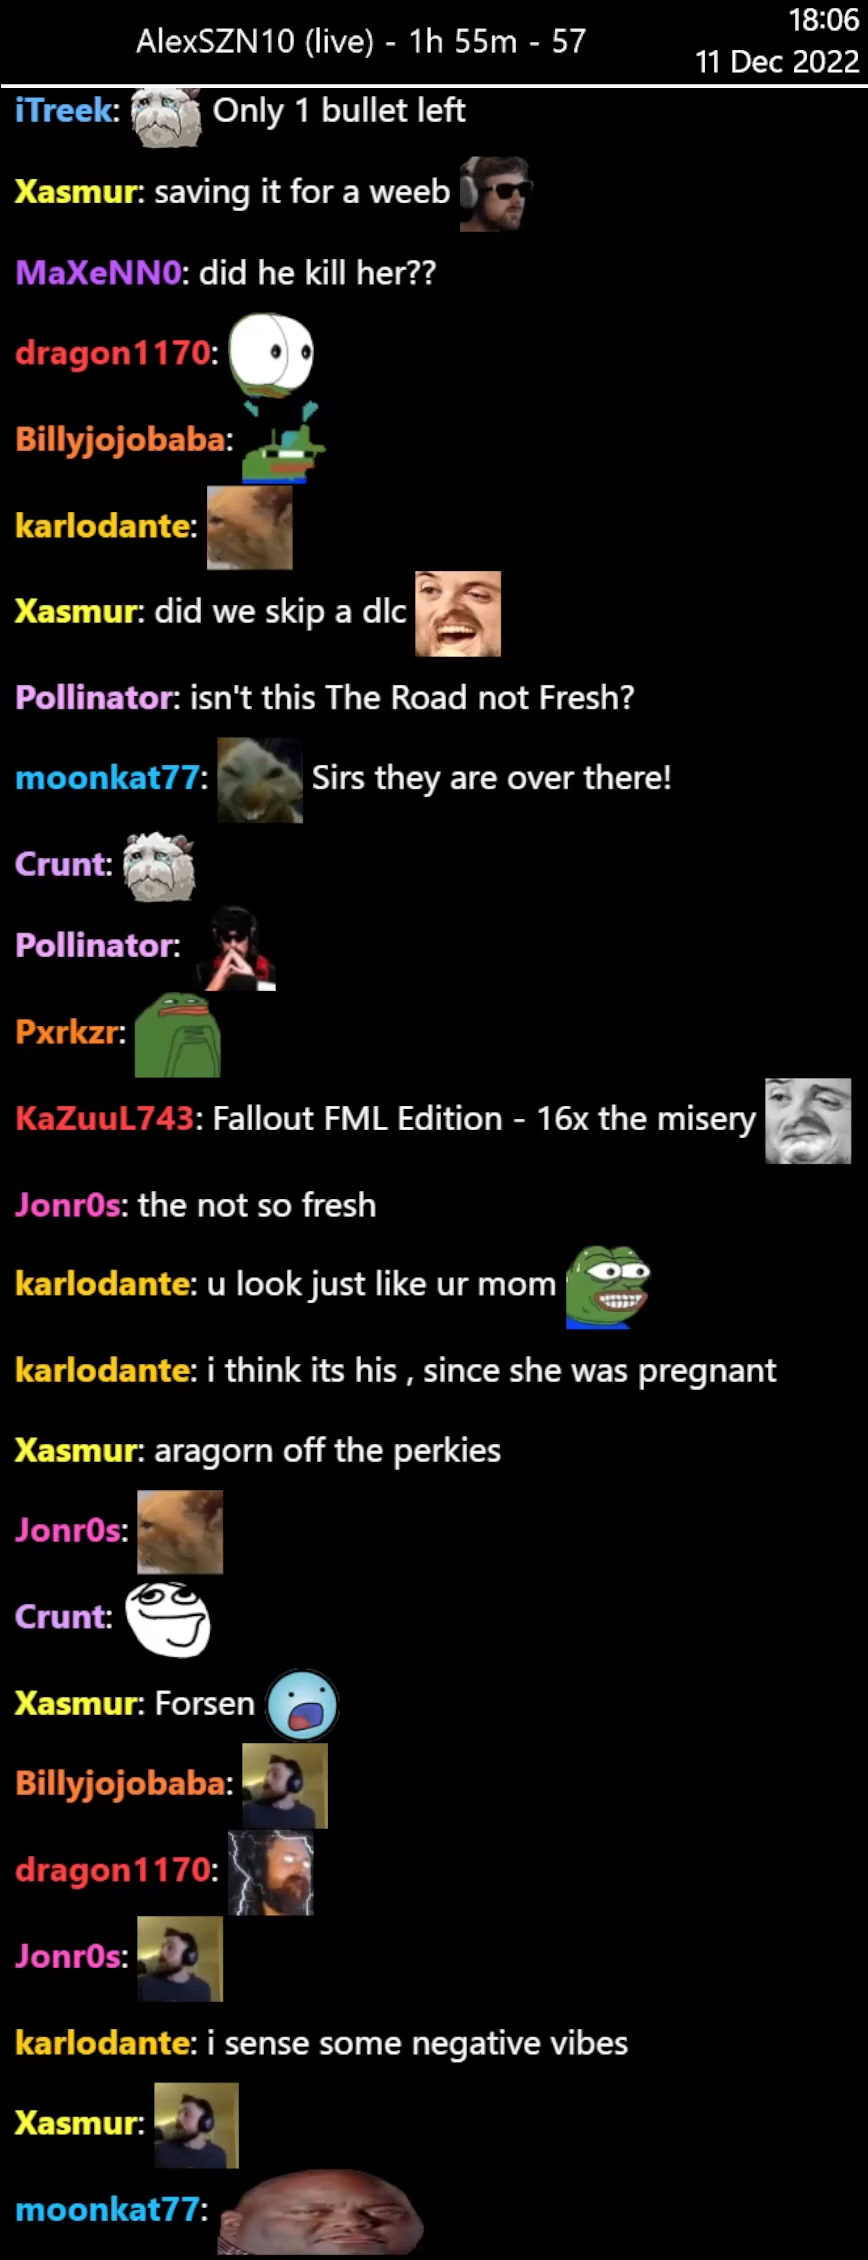 AlexSZN10 (live) - 1h 55m - 57
18:06
11 Dec 2022
iTreek: Only 1 bullet left
Xasmur: saving it for a weeb
MaXeNN0: did he kill her??
dragon1170:
Billyjojobaba:
karlodante:
Xasmur: did we skip a dlc
Pollinator: isn't this The Road not Fresh?
moonkat77: Sirs they are over there!
Crunt:
Pollinator:
Pxrkzr:
KaZuuL743: Fallout FML Edition - 16x the misery
Jonr0s: the not so fresh
karlodante: u look just like ur mom
karlodante: i think its his , since she was pregnant
Xasmur: aragorn off the perkies
Jonr0s:
Crunt:
Xasmur: Forsen
Billyjojobaba:
dragon1170:
Jonr0s:
karlodante: i sense some negative vibes
Xasmur:
moonkat77: